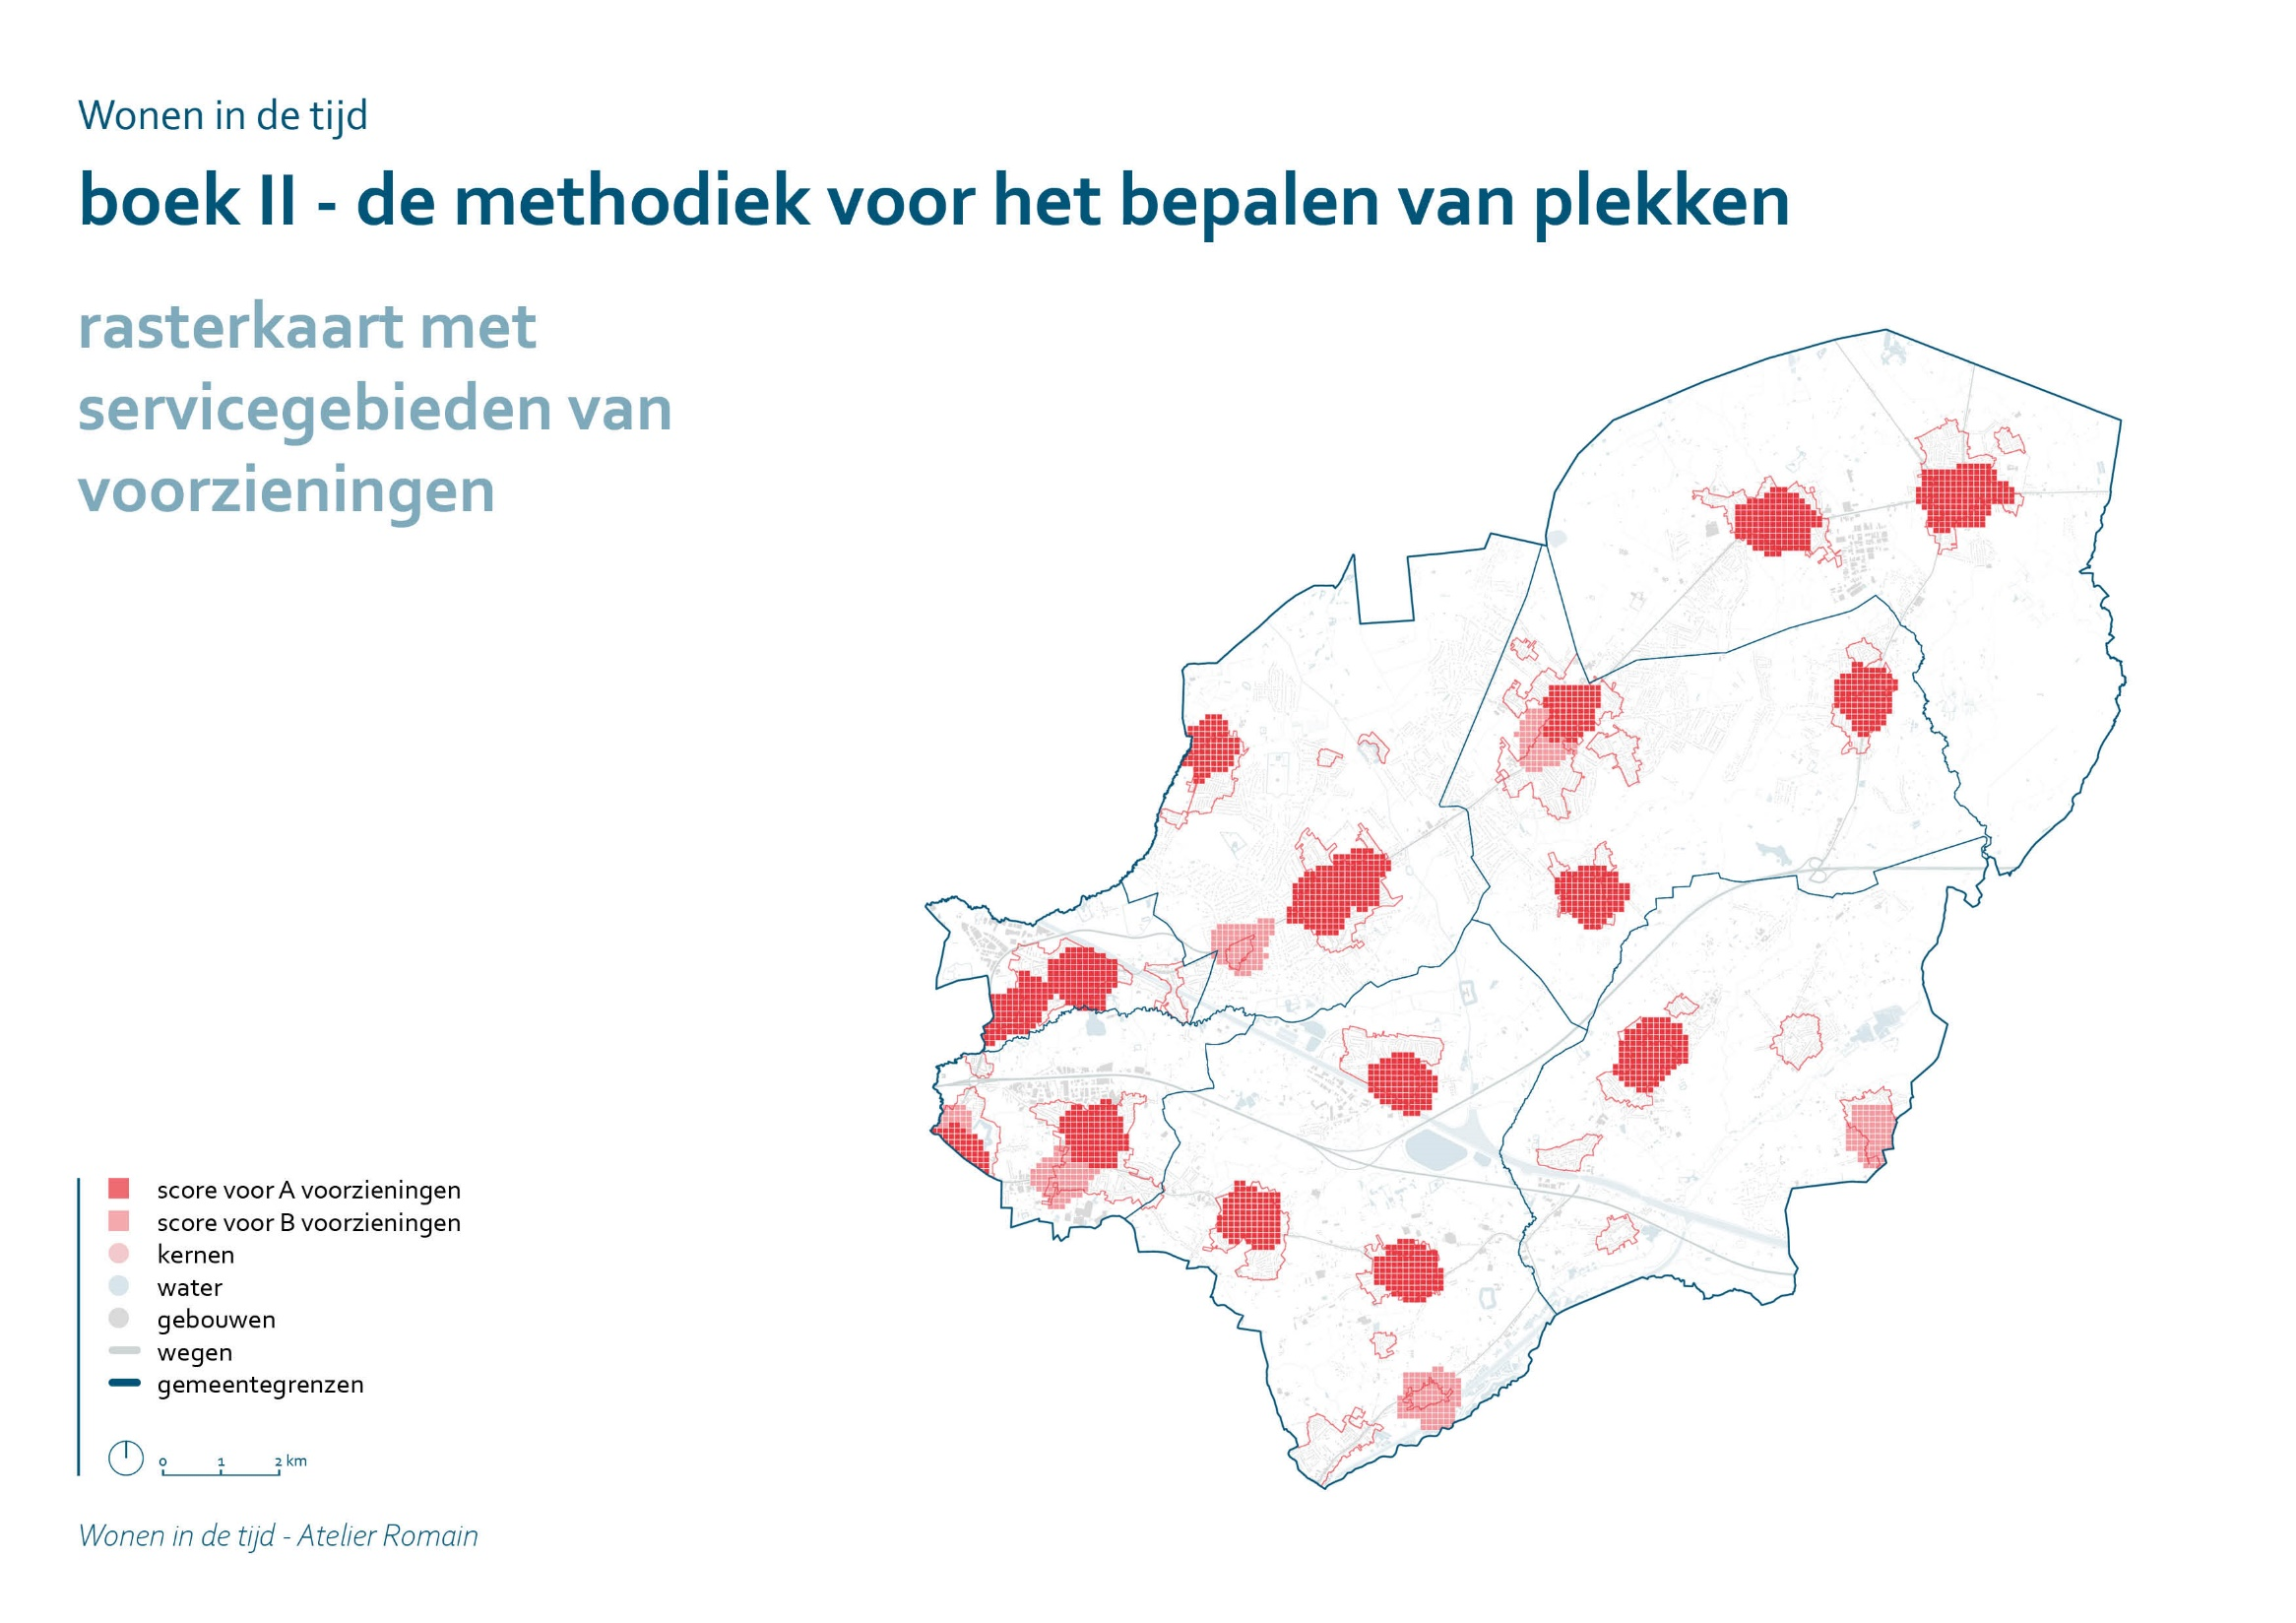 Wonen in de tijd
boek II - de methodiek voor het bepalen van plekken
rasterkaart met
servicegebieden van
voorzieningen
score voor A voorzieningen
score voor B voorzieningen
kernen
water
gebouwen
wegen
gemeentegrenzen
0 1 2 km
Wonen in de tijd - Atelier Romain